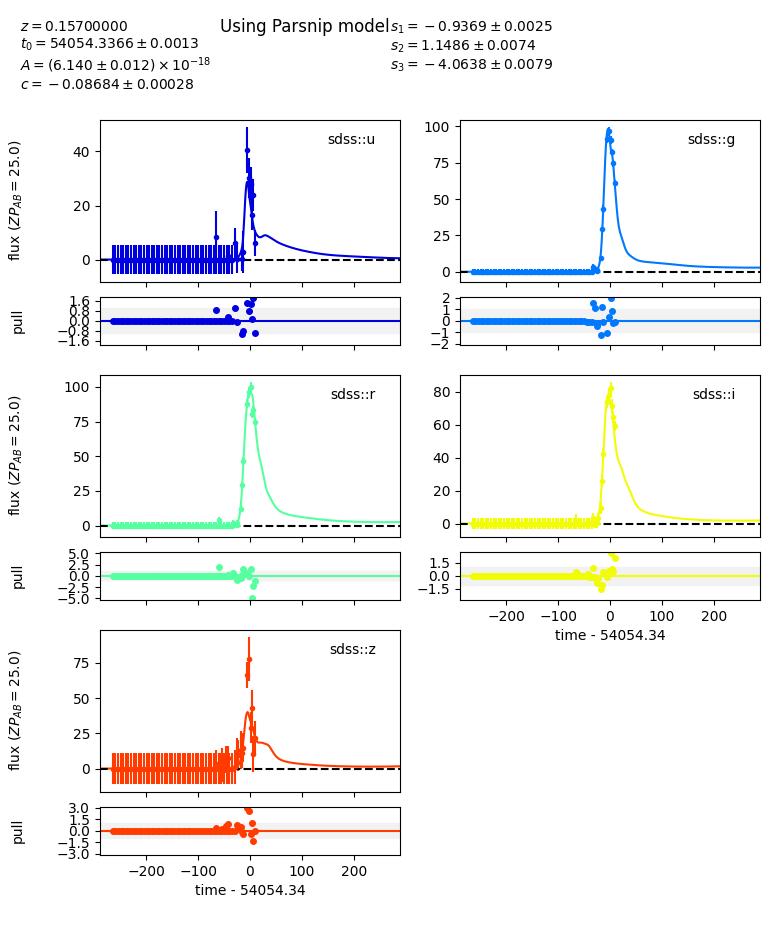 Using Parsnip model
z = 0.15700000
t₀ = 54054.3366 ± 0.0013
A = (6.140 ± 0.012) × 10⁻¹⁸
c = −0.08684 ± 0.00028
s₁ = −0.9369 ± 0.0025
s₂ = 1.1486 ± 0.0074
s₃ = −4.0638 ± 0.0079
flux (ZP_AB = 25.0)
40
20
0
sdss::u
pull
1.6
0.8
0.0
−0.8
−1.6
100
75
50
25
0
sdss::g
2
1
0
−1
−2
flux (ZP_AB = 25.0)
100
75
50
25
0
sdss::r
pull
5.0
2.5
0.0
−2.5
−5.0
80
60
40
20
0
sdss::i
1.5
0.0
−1.5
−200 −100 0 100 200
time - 54054.34
flux (ZP_AB = 25.0)
75
50
25
0
sdss::z
pull
3.0
1.5
0.0
−1.5
−3.0
−200 −100 0 100 200
time - 54054.34